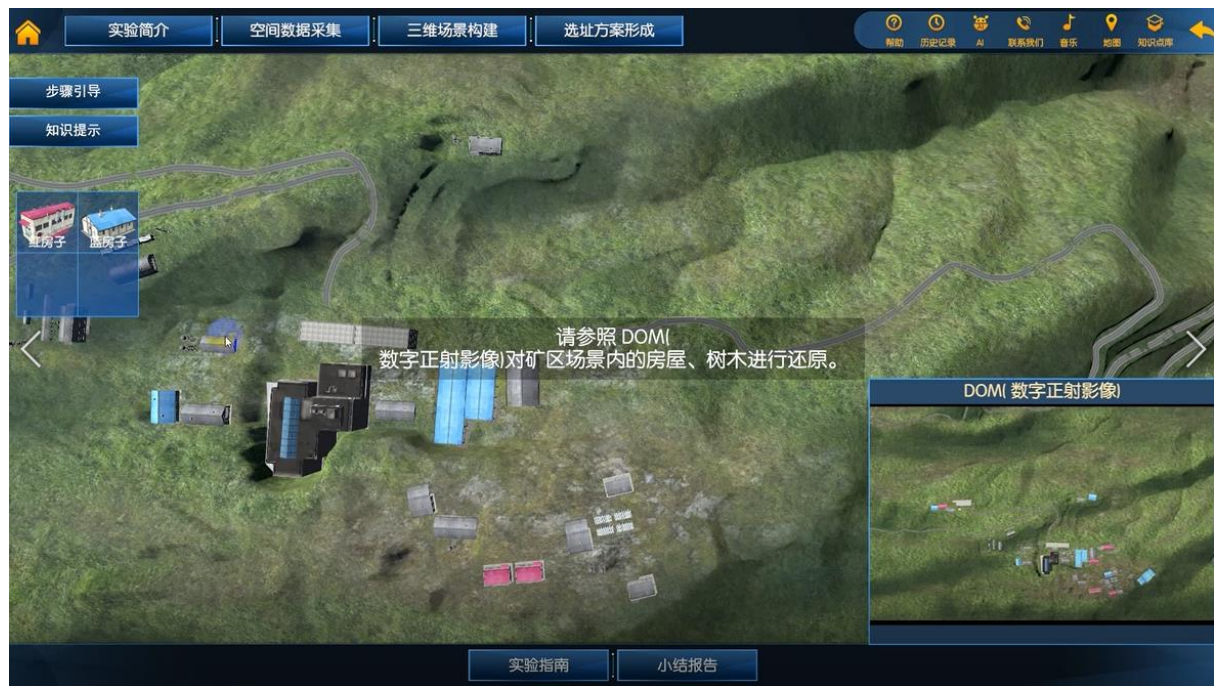 实验简介
空间数据采集
三维场景构建
选址方案形成
帮助
历史记录
AI
联系我们
音乐
地图
知识点库
步骤引导
知识提示
红房子
蓝房子
请参照 DOM(
数字正射影像)对矿区场景内的房屋、树木进行还原。
DOM( 数字正射影像)
实验指南
小结报告